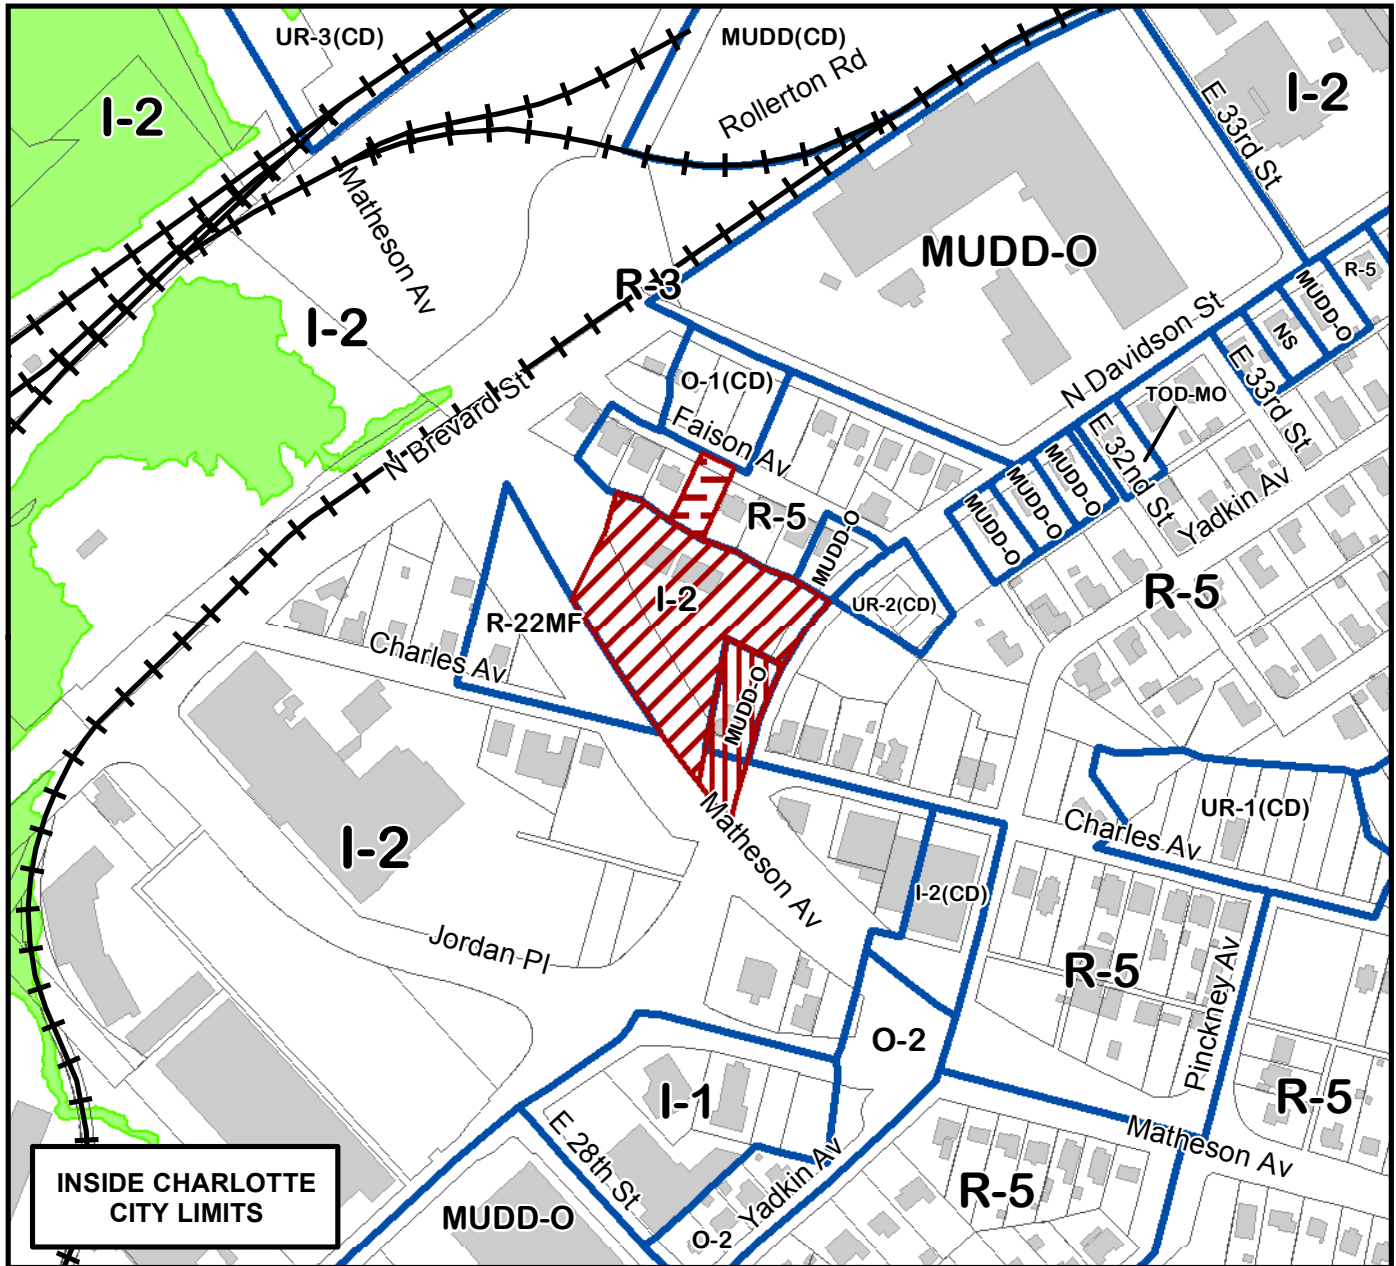 UR-3(CD)
MUDD(CD)
Rollerton Rd
I-2
I-2
E 33rd St
Matheson Av
MUDD-O
R-3
I-2
N Davidson St
MUDD-O
R-5
NS
E 33rd St
O-1(CD)
TOD-MO
N Brevard St
Faison Av
E 32nd St
MUDD-O
MUDD-O
MUDD-O
Yadkin Av
R-5
MUDD-O
R-5
I-2
UR-2(CD)
R-22MF
Charles Av
MUDD-O
UR-1(CD)
Charles Av
Matheson Av
I-2
I-2(CD)
Jordan Pl
R-5
Pinckney Av
O-2
I-1
R-5
Matheson Av
E 28th St
Yadkin Av
R-5
MUDD-O
O-2
INSIDE CHARLOTTE
CITY LIMITS